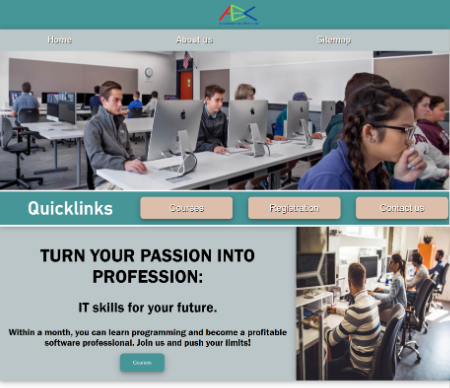 Home About us Sitemap
Quicklinks Courses Registration Contact us
TURN YOUR PASSION INTO
PROFESSION:
IT skills for your future.
Within a month, you can learn programming and become a profitable
software professional. Join us and push your limits!
Courses